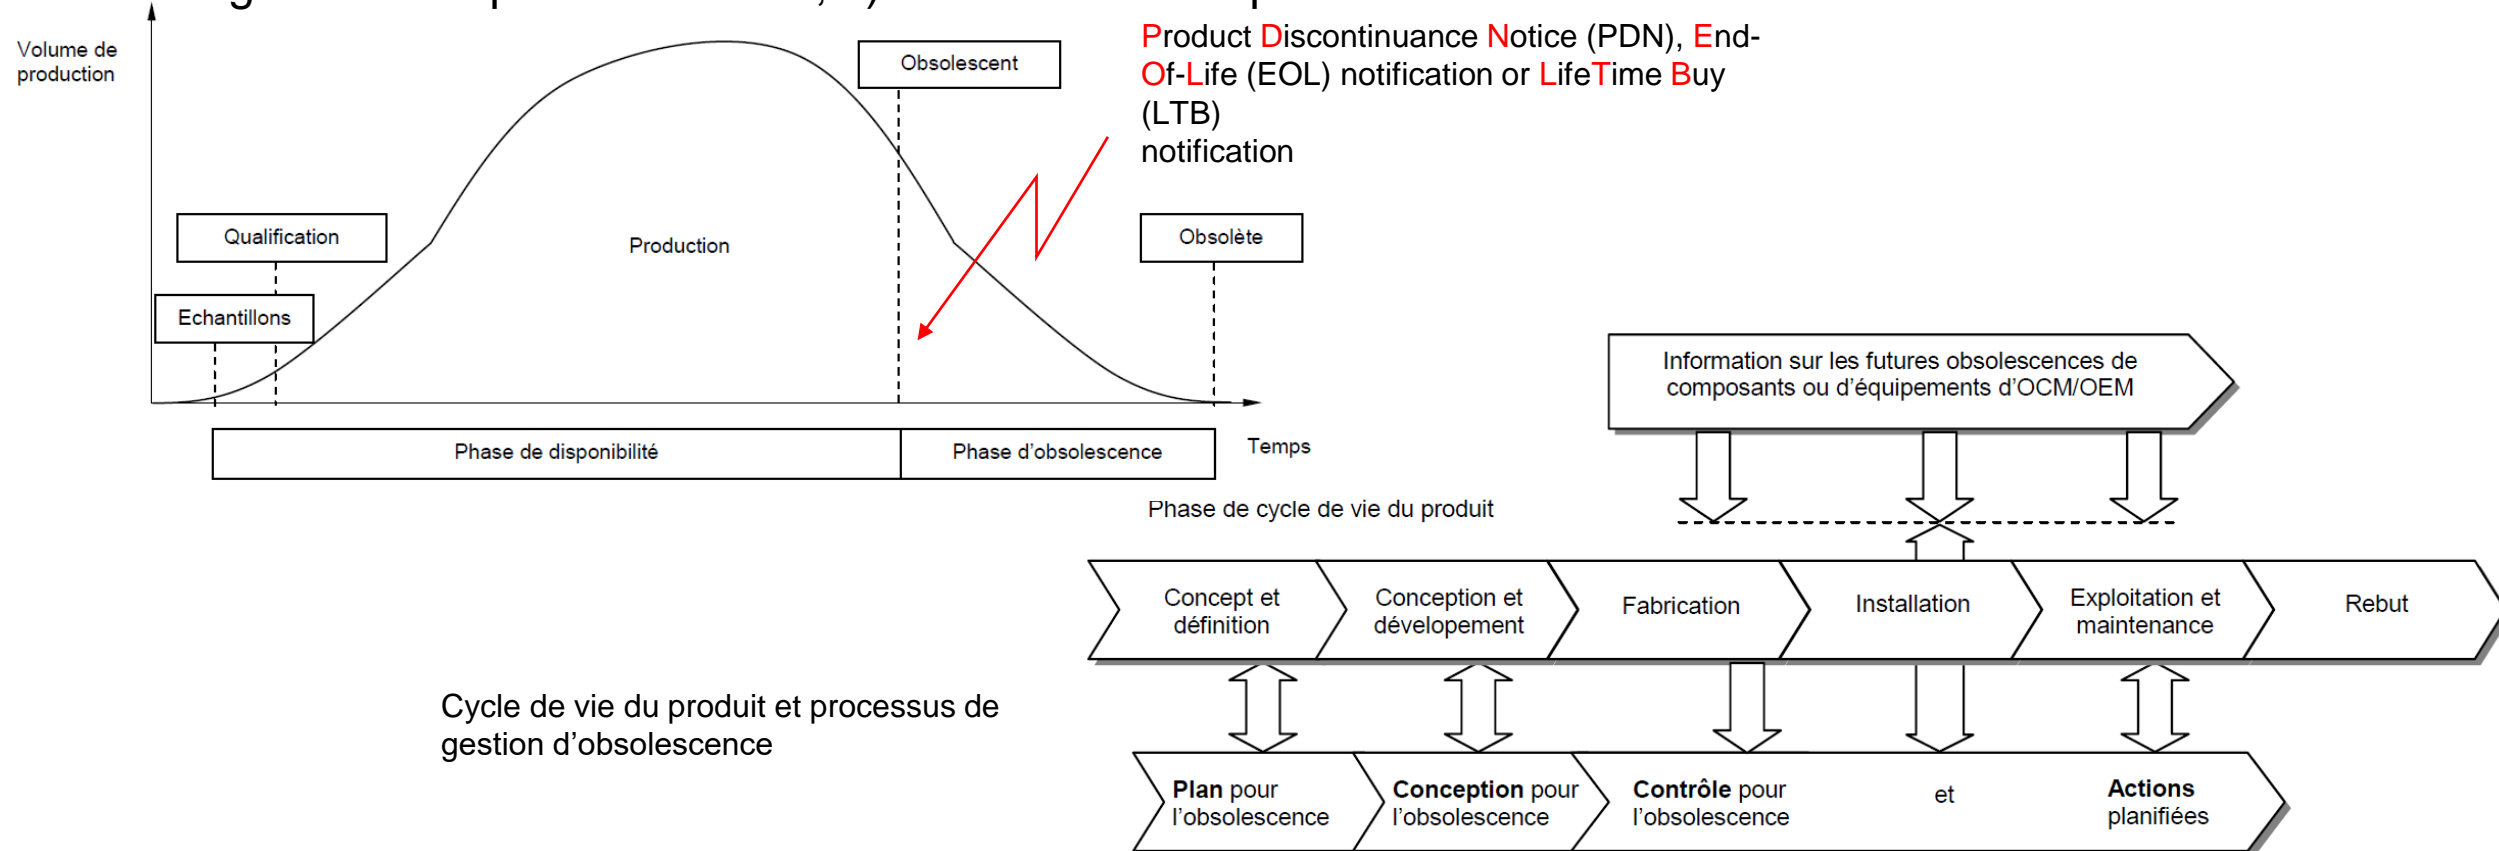 Volume de
production
Obsolescent
Product Discontinuance Notice (PDN), End-
Of-Life (EOL) notification or LifeTime Buy
(LTB)
notification
Qualification
Production
Obsolète
Echantillons
Phase de disponibilité
Phase d’obsolescence
Temps
Information sur les futures obsolescences de
composants ou d’équipements d’OCM/OEM
Phase de cycle de vie du produit
Concept et
définition
Conception et
dévelopement
Fabrication
Installation
Exploitation et
maintenance
Rebut
Cycle de vie du produit et processus de
gestion d’obsolescence
Plan pour
l’obsolescence
Conception pour
l’obsolescence
Contrôle pour
l’obsolescence
et
Actions
planifiées